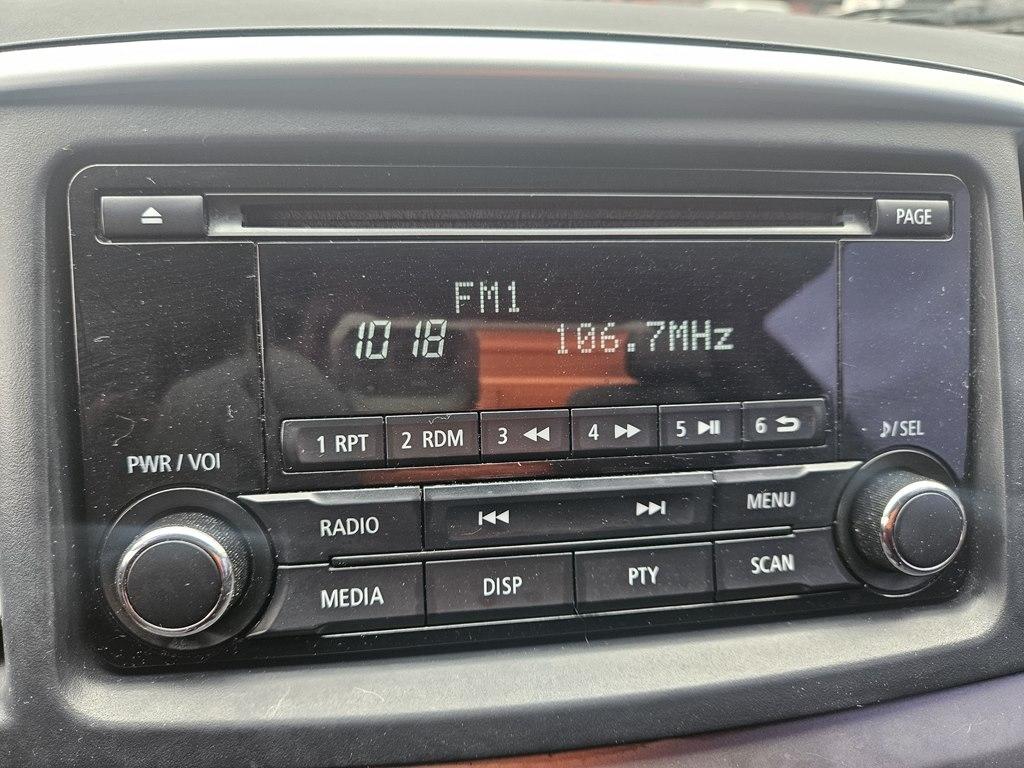 PAGE
FM1
10 18 106.7MHz
1 RPT 2 RDM 3 4 5 6
PWR / VOL
/SEL
RADIO MENU
MEDIA DISP PTY SCAN